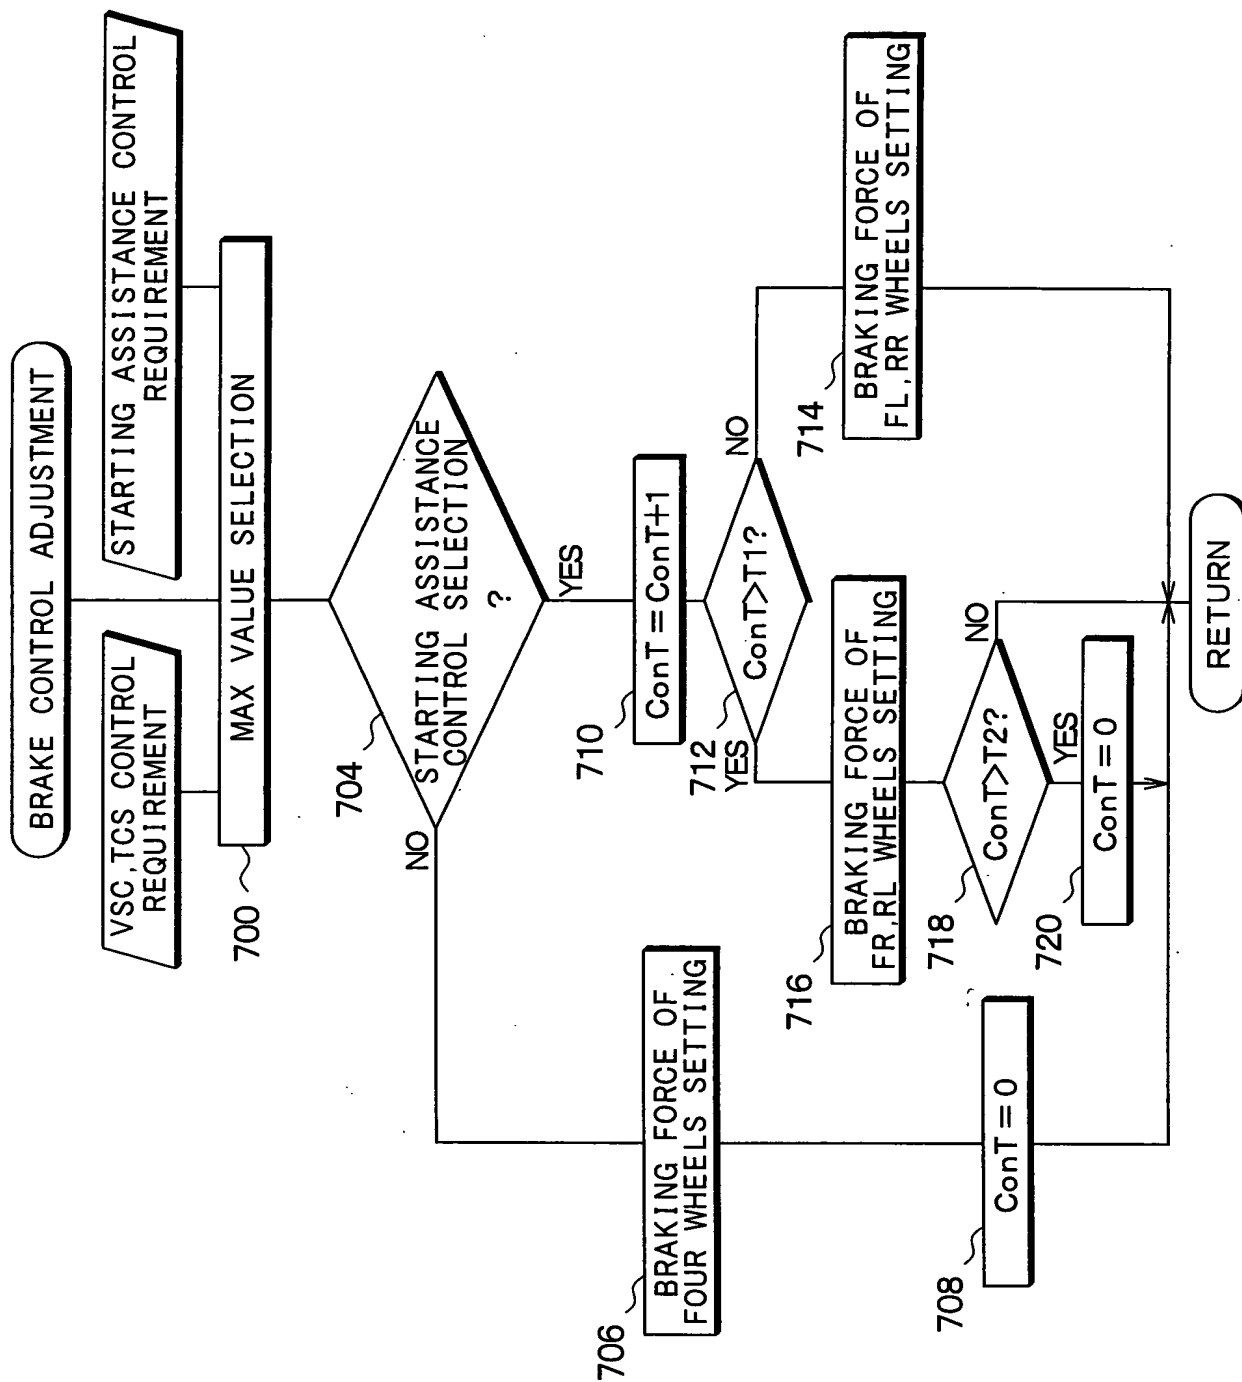 BRAKE CONTROL ADJUSTMENT
VSC,TCS CONTROL
REQUIREMENT
STARTING ASSISTANCE CONTROL
REQUIREMENT
700
MAX VALUE SELECTION
704
STARTING ASSISTANCE
CONTROL SELECTION
?
NO
YES
706
BRAKING FORCE OF
FOUR WHEELS SETTING
710
ConT=ConT+1
712
ConT>T1?
YES
NO
716
BRAKING FORCE OF
FR,RL WHEELS SETTING
714
BRAKING FORCE OF
FL,RR WHEELS SETTING
708
ConT=0
718
ConT>T2?
NO
YES
720
ConT=0
RETURN